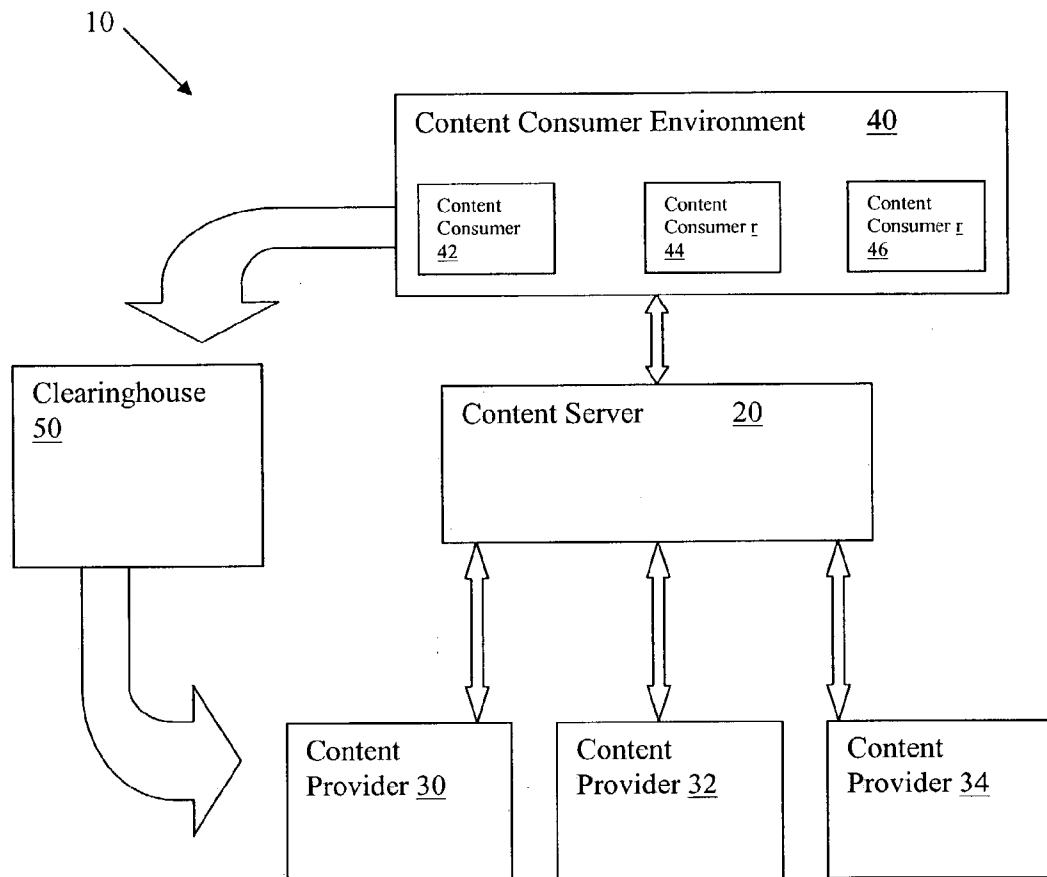 10
Content Consumer Environment 40
Content
Consumer
42
Content
Consumer r
44
Content
Consumer r
46
Clearinghouse
50
Content Server 20
Content
Provider 30
Content
Provider 32
Content
Provider 34